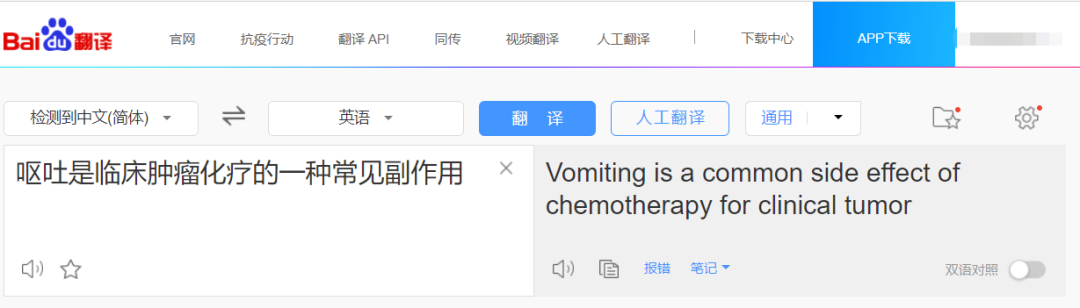 Bai du 翻译 官网 抗疫行动 翻译 API 同传 视频翻译 人工翻译 下载中心 APP下载
检测到中文(简体) 英语 翻 译 人工翻译 通用
呕吐是临床肿瘤化疗的一种常见副作用
Vomiting is a common side effect of
chemotherapy for clinical tumor
报错 笔记 双语对照